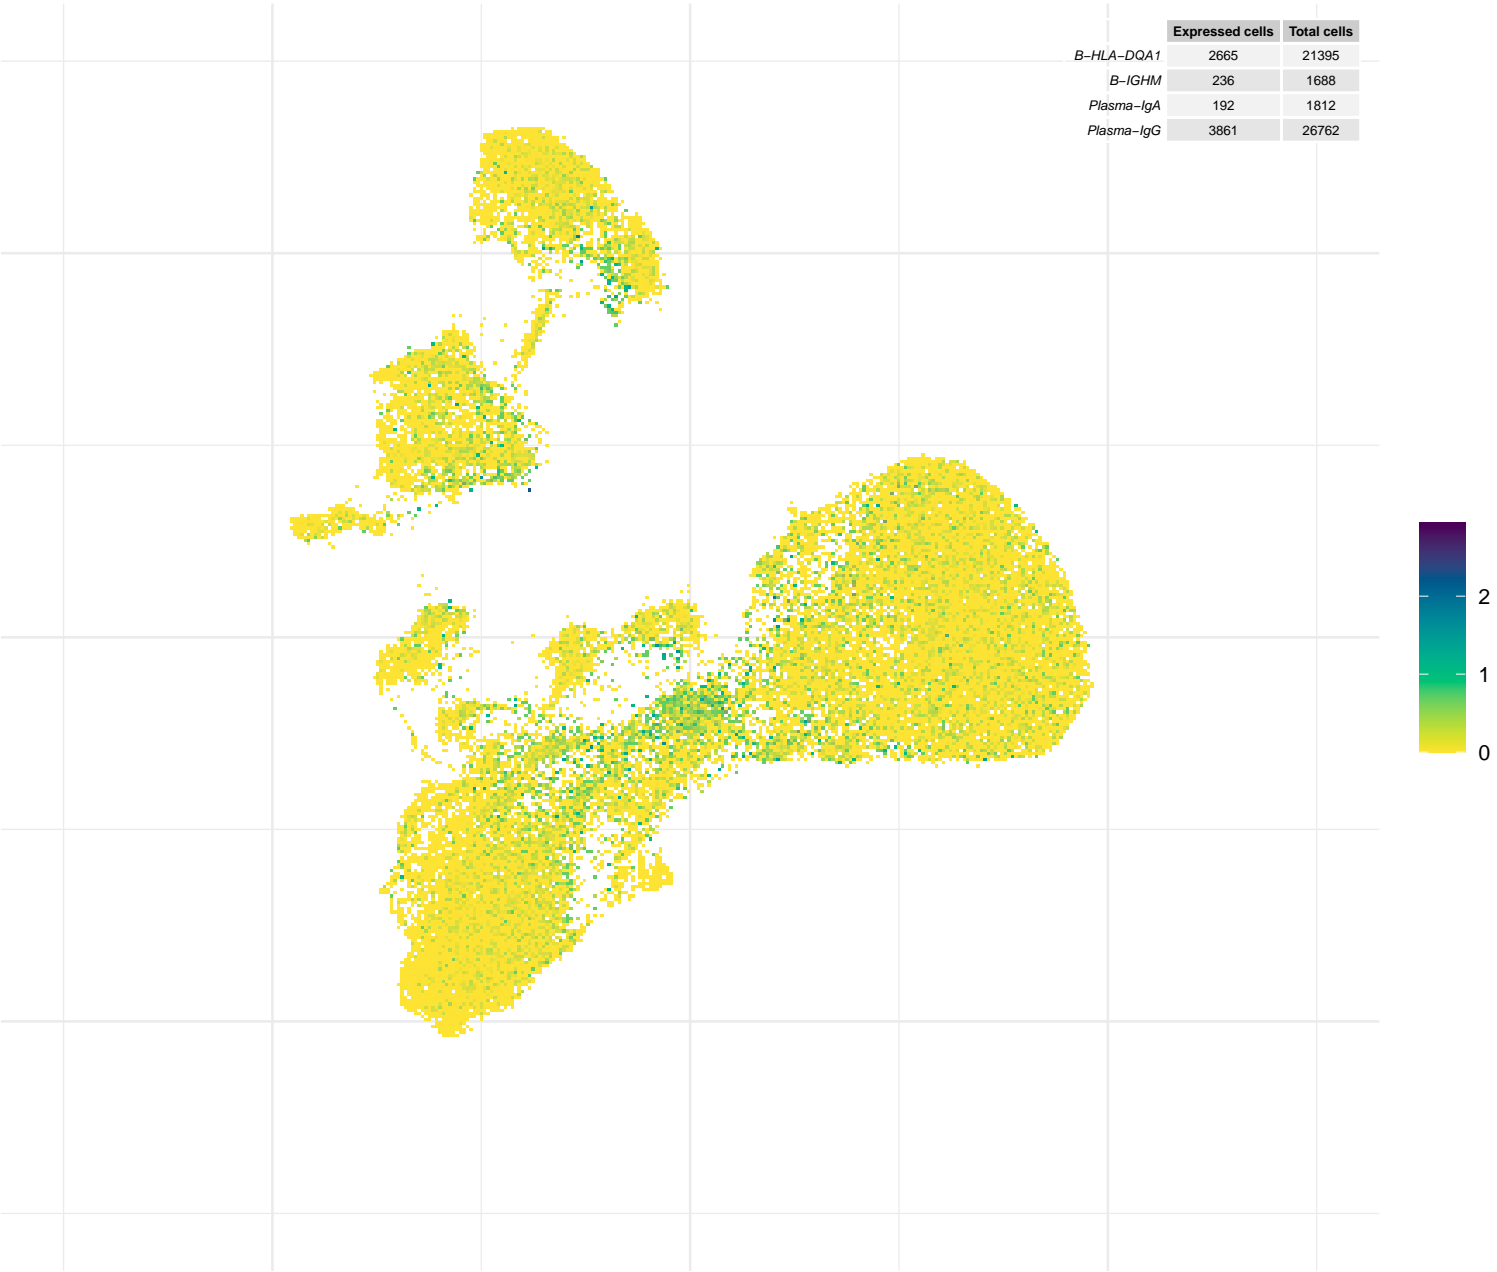 Expressed cells Total cells
B−HLA−DQA1 2665 21395
B−IGHM 236 1688
Plasma−IgA 192 1812
Plasma−IgG 3861 26762
2
1
0